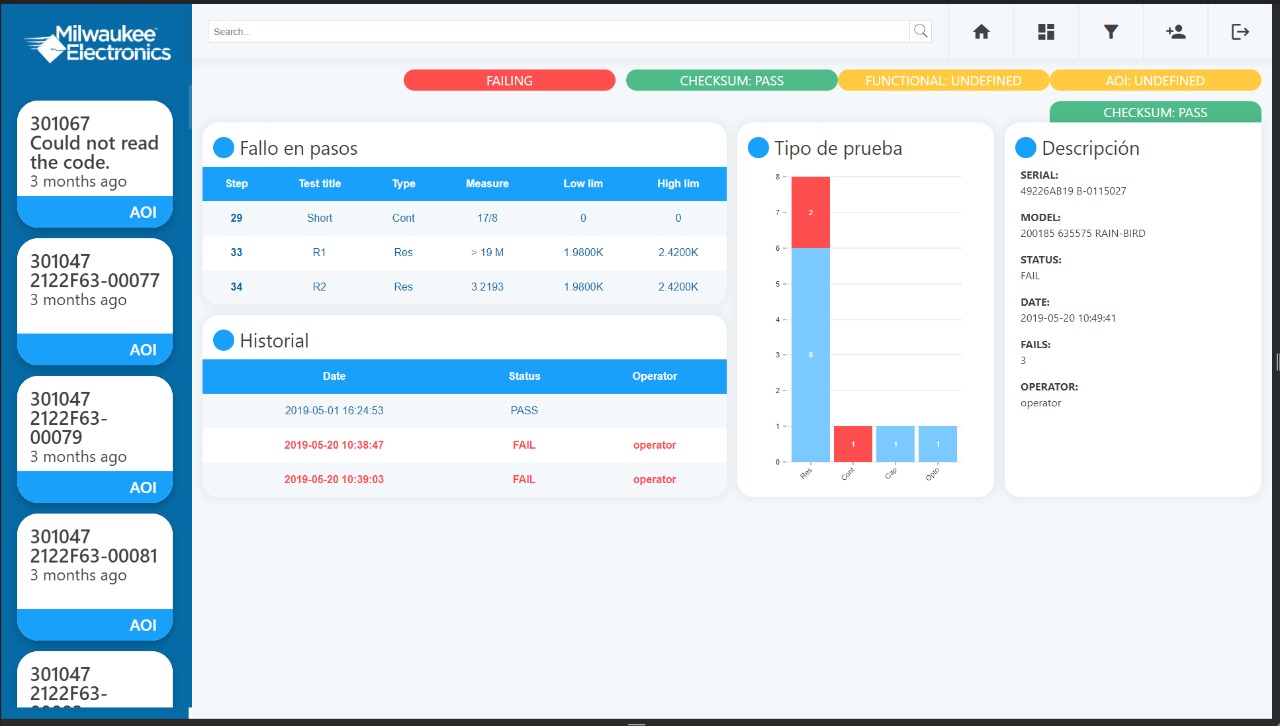 Milwaukee
Electronics
301067
Could not read
the code.
3 months ago
AOI
301047
2122F63-00077
3 months ago
AOI
301047
2122F63-
00079
3 months ago
AOI
301047
2122F63-00081
3 months ago
AOI
301047
2122F63-
Search...
FAILING
CHECKSUM: PASS
FUNCTIONAL: UNDEFINED
AOI: UNDEFINED
CHECKSUM: PASS
Fallo en pasos
Step Test title Type Measure Low lim High lim
29 Short Cont 17/8 0 0
33 R1 Res > 19 M 1.9800K 2.4200K
34 R2 Res 3.2193 1.9800K 2.4200K
Historial
Date Status Operator
2019-05-01 16:24:53 PASS
2019-05-20 10:38:47 FAIL operator
2019-05-20 10:39:03 FAIL operator
Tipo de prueba
8
7
6
5
4
3
2
1
0
2
6
1
1
1
Res
Cont
Cap
Opto
Descripción
SERIAL:
49226AB19 B-0115027
MODEL:
200185 635575 RAIN-BIRD
STATUS:
FAIL
DATE:
2019-05-20 10:49:41
FAILS:
3
OPERATOR:
operator